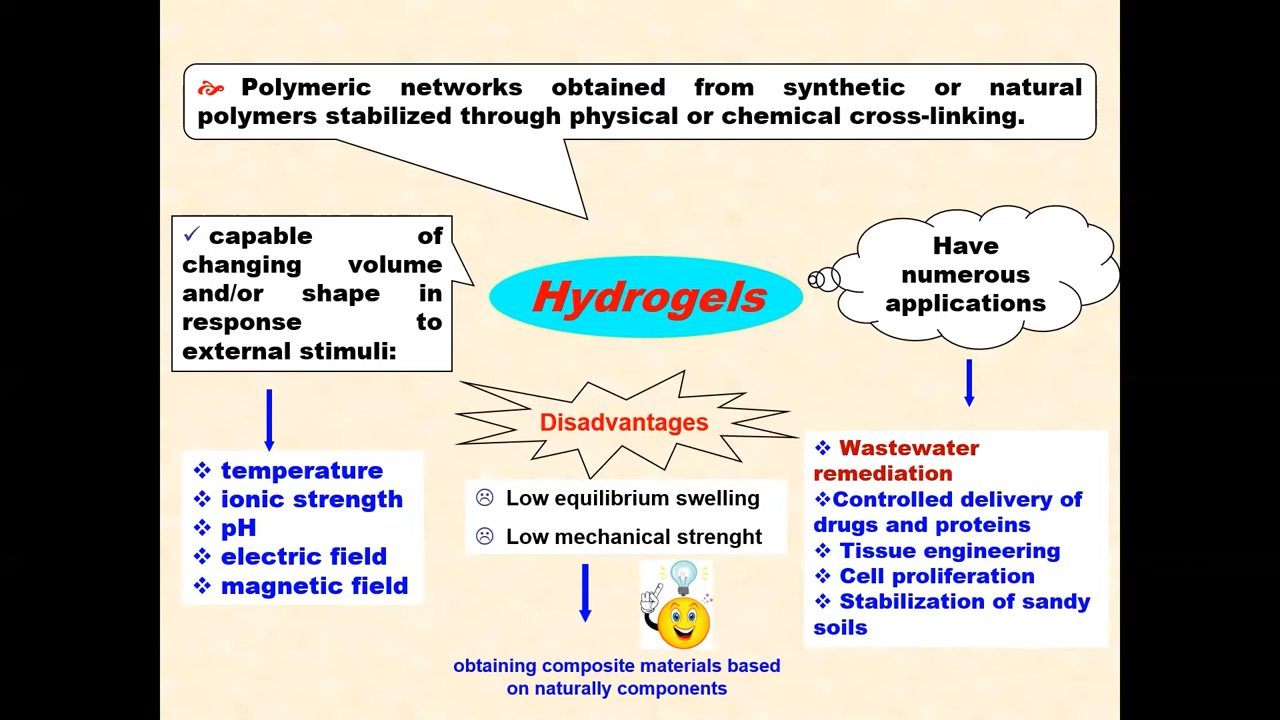 Polymeric networks obtained from synthetic or natural
polymers stabilized through physical or chemical cross-linking.
✓ capable of
changing volume
and/or shape in
response to
external stimuli:
Hydrogels
Have
numerous
applications
❖ temperature
❖ ionic strength
❖ pH
❖ electric field
❖ magnetic field
Disadvantages
☹ Low equilibrium swelling
☹ Low mechanical strenght
obtaining composite materials based
on naturally components
❖ Wastewater
remediation
❖Controlled delivery of
drugs and proteins
❖ Tissue engineering
❖ Cell proliferation
❖ Stabilization of sandy
soils